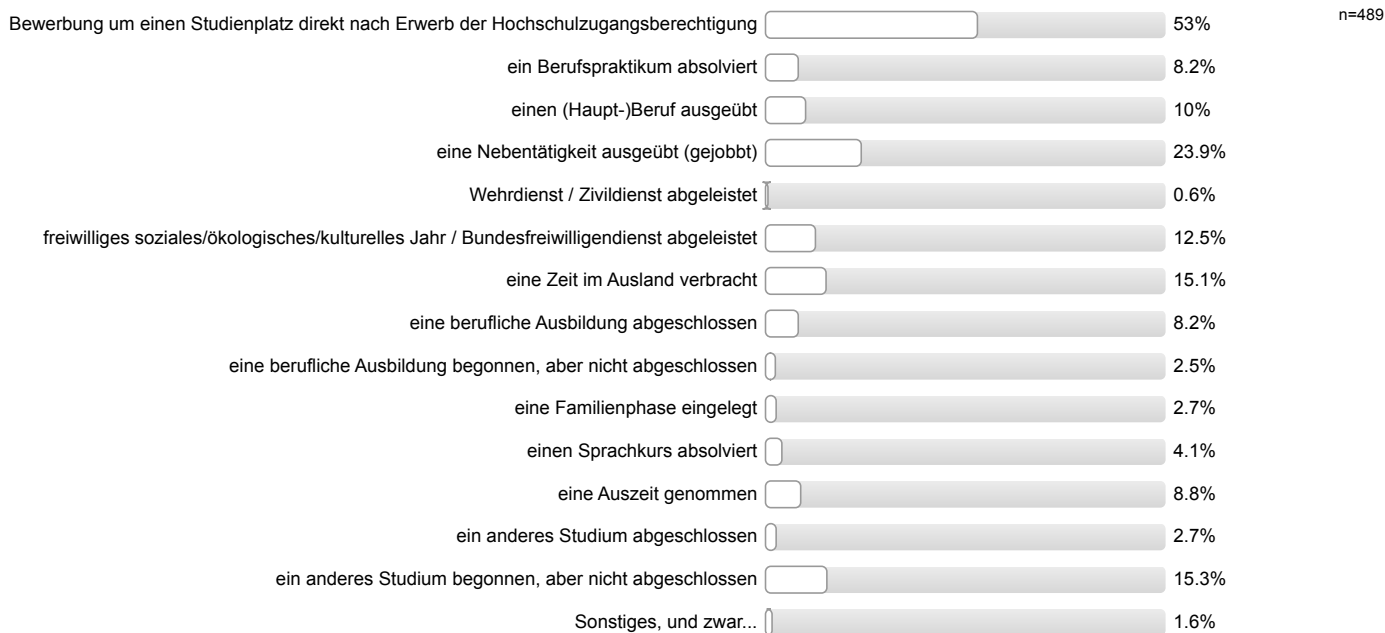 Bewerbung um einen Studienplatz direkt nach Erwerb der Hochschulzugangsberechtigung 53% n=489
ein Berufspraktikum absolviert 8.2%
einen (Haupt-)Beruf ausgeübt 10%
eine Nebentätigkeit ausgeübt (gejobbt) 23.9%
Wehrdienst / Zivildienst abgeleistet 0.6%
freiwilliges soziales/ökologisches/kulturelles Jahr / Bundesfreiwilligendienst abgeleistet 12.5%
eine Zeit im Ausland verbracht 15.1%
eine berufliche Ausbildung abgeschlossen 8.2%
eine berufliche Ausbildung begonnen, aber nicht abgeschlossen 2.5%
eine Familienphase eingelegt 2.7%
einen Sprachkurs absolviert 4.1%
eine Auszeit genommen 8.8%
ein anderes Studium abgeschlossen 2.7%
ein anderes Studium begonnen, aber nicht abgeschlossen 15.3%
Sonstiges, und zwar... 1.6%